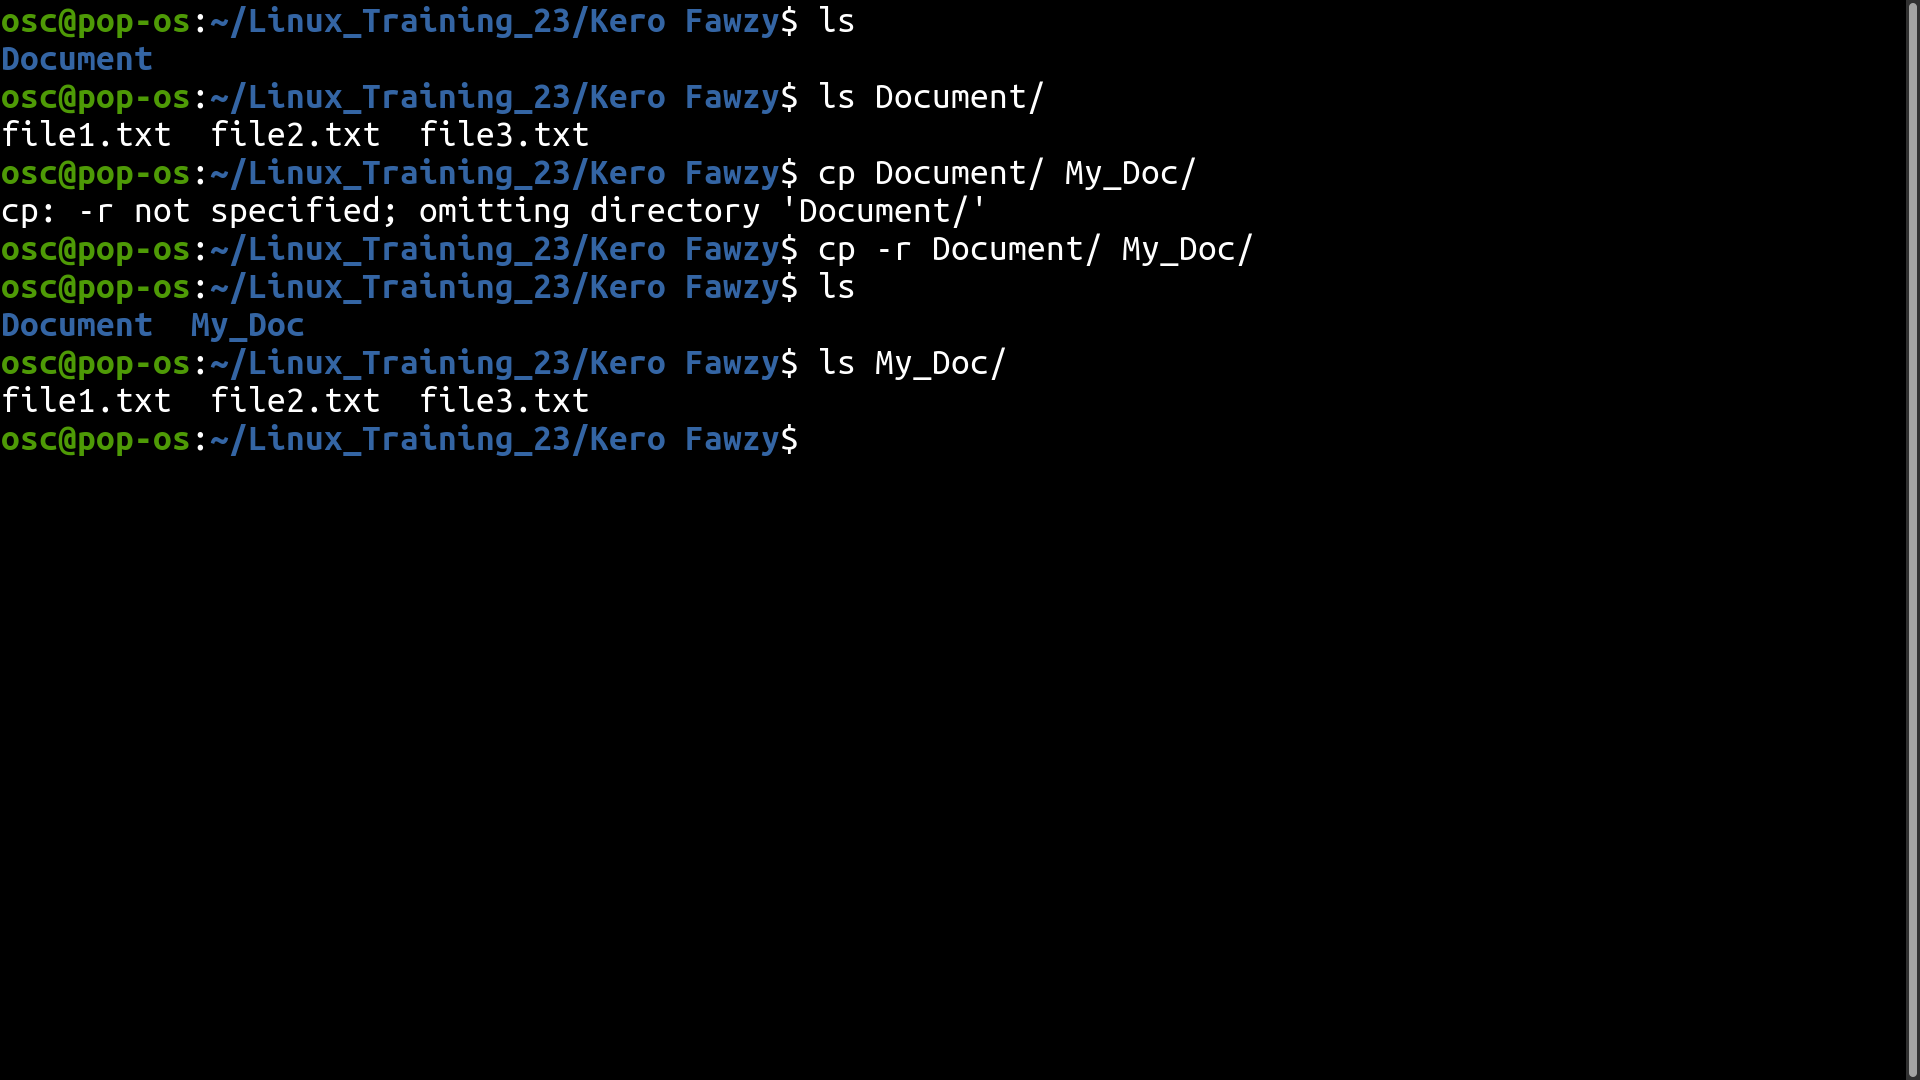 osc@pop-os:~/Linux_Training_23/Kero Fawzy$ ls
Document
osc@pop-os:~/Linux_Training_23/Kero Fawzy$ ls Document/
file1.txt  file2.txt  file3.txt
osc@pop-os:~/Linux_Training_23/Kero Fawzy$ cp Document/ My_Doc/
cp: -r not specified; omitting directory 'Document/'
osc@pop-os:~/Linux_Training_23/Kero Fawzy$ cp -r Document/ My_Doc/
osc@pop-os:~/Linux_Training_23/Kero Fawzy$ ls
Document  My_Doc
osc@pop-os:~/Linux_Training_23/Kero Fawzy$ ls My_Doc/
file1.txt  file2.txt  file3.txt
osc@pop-os:~/Linux_Training_23/Kero Fawzy$